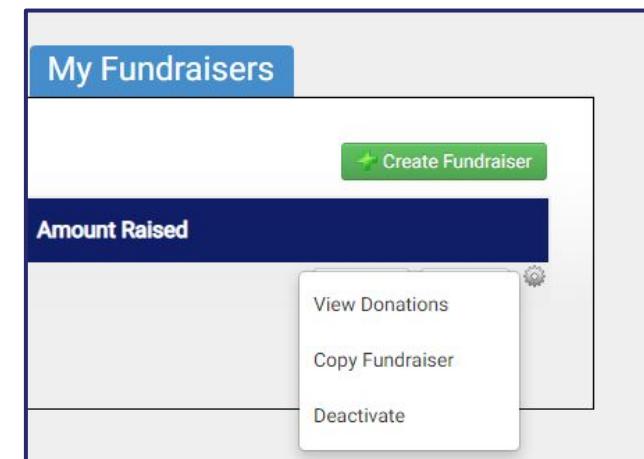 My Fundraisers
Create Fundraiser
Amount Raised
View Donations
Copy Fundraiser
Deactivate